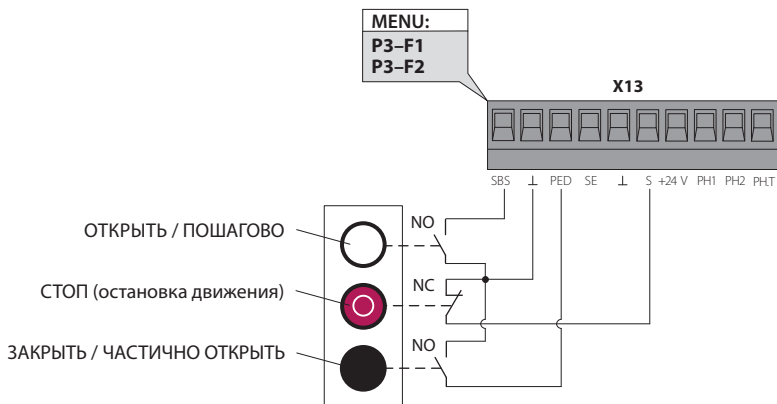 MENU:
P3–F1
P3–F2
X13
SBS ⊥ PED SE ⊥ S +24 V PH1 PH2 PH.T
ОТКРЫТЬ / ПОШАГОВО
NO
СТОП (остановка движения)
NC
ЗАКРЫТЬ / ЧАСТИЧНО ОТКРЫТЬ
NO